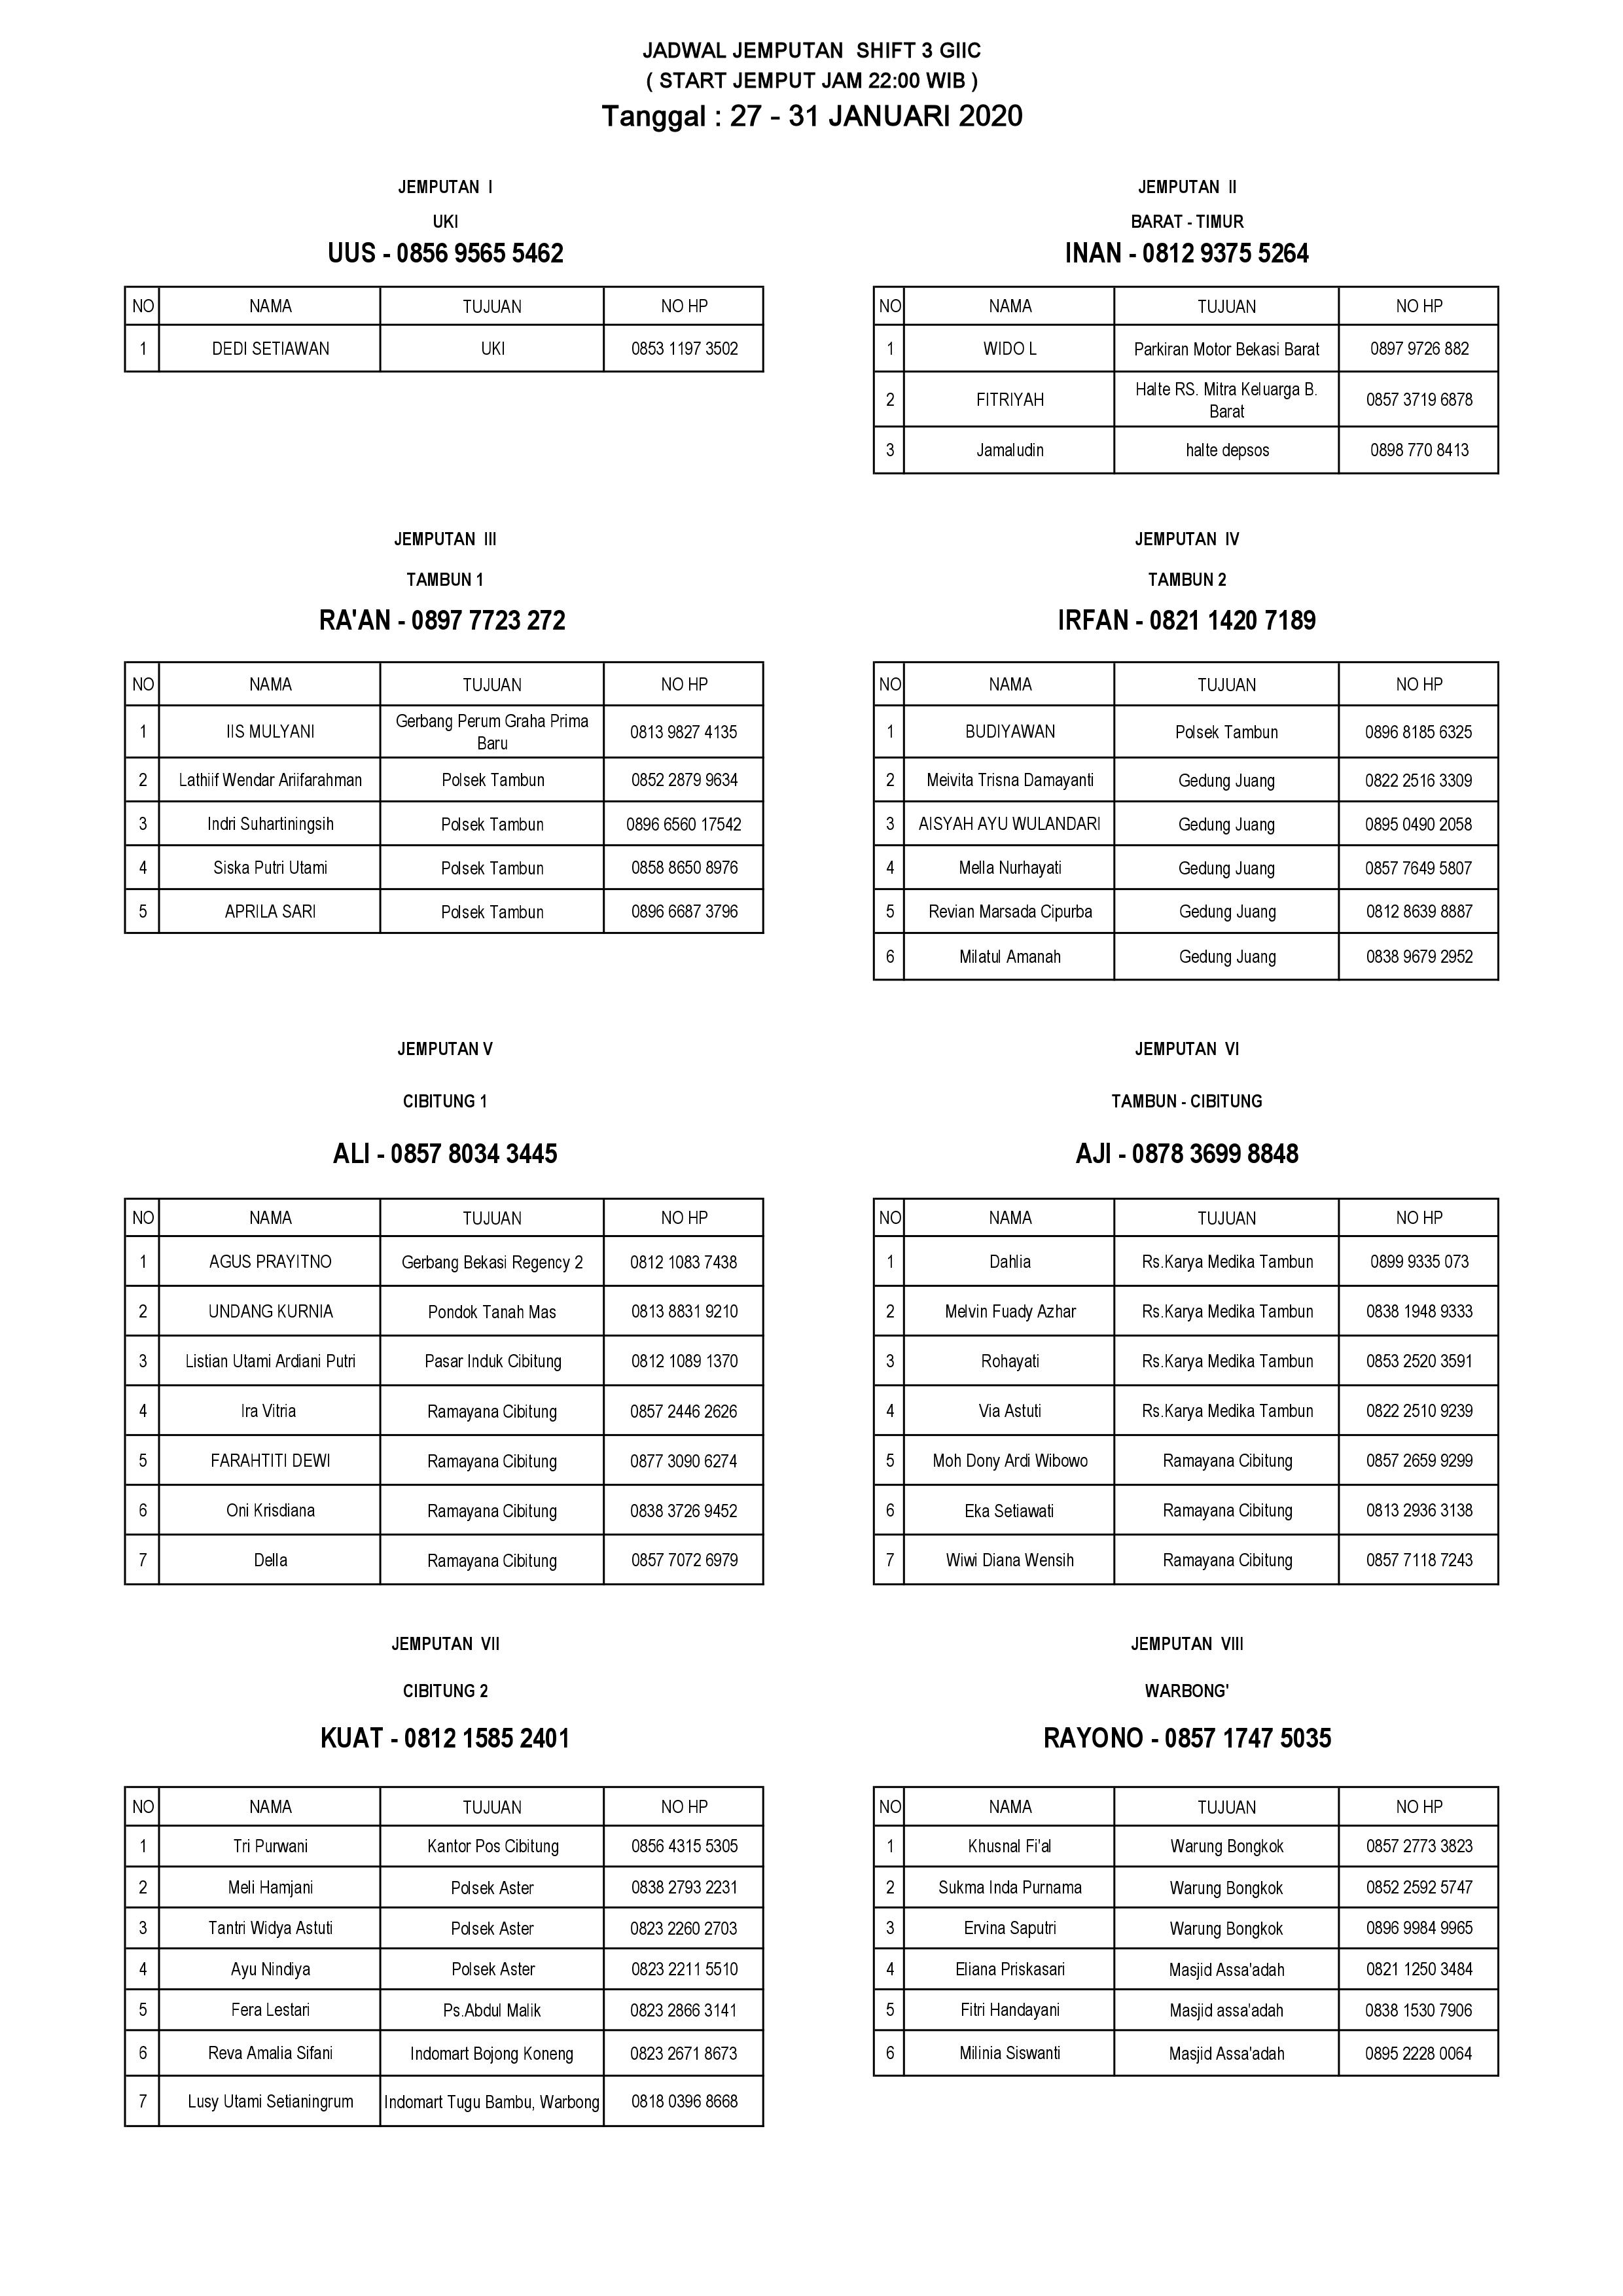 JADWAL JEMPUTAN  SHIFT 3 GIIC
( START JEMPUT JAM 22:00 WIB )
Tanggal : 27 - 31 JANUARI 2020
JEMPUTAN  I
UKI
UUS - 0856 9565 5462
NO NAMA TUJUAN NO HP
1 DEDI SETIAWAN UKI 0853 1197 3502
JEMPUTAN  II
BARAT - TIMUR
INAN - 0812 9375 5264
NO NAMA TUJUAN NO HP
1 WIDO L Parkiran Motor Bekasi Barat 0897 9726 882
2 FITRIYAH Halte RS. Mitra Keluarga B.
Barat 0857 3719 6878
3 Jamaludin halte depsos 0898 770 8413
JEMPUTAN  III
TAMBUN 1
RA'AN - 0897 7723 272
NO NAMA TUJUAN NO HP
1 IIS MULYANI Gerbang Perum Graha Prima
Baru 0813 9827 4135
2 Lathiif Wendar Ariifarahman Polsek Tambun 0852 2879 9634
3 Indri Suhartiningsih Polsek Tambun 0896 6560 17542
4 Siska Putri Utami Polsek Tambun 0858 8650 8976
5 APRILA SARI Polsek Tambun 0896 6687 3796
JEMPUTAN  IV
TAMBUN 2
IRFAN - 0821 1420 7189
NO NAMA TUJUAN NO HP
1 BUDIYAWAN Polsek Tambun 0896 8185 6325
2 Meivita Trisna Damayanti Gedung Juang 0822 2516 3309
3 AISYAH AYU WULANDARI Gedung Juang 0895 0490 2058
4 Mella Nurhayati Gedung Juang 0857 7649 5807
5 Revian Marsada Cipurba Gedung Juang 0812 8639 8887
6 Milatul Amanah Gedung Juang 0838 9679 2952
JEMPUTAN V
CIBITUNG 1
ALI - 0857 8034 3445
NO NAMA TUJUAN NO HP
1 AGUS PRAYITNO Gerbang Bekasi Regency 2 0812 1083 7438
2 UNDANG KURNIA Pondok Tanah Mas 0813 8831 9210
3 Listian Utami Ardiani Putri Pasar Induk Cibitung 0812 1089 1370
4 Ira Vitria Ramayana Cibitung 0857 2446 2626
5 FARAHTITI DEWI Ramayana Cibitung 0877 3090 6274
6 Oni Krisdiana Ramayana Cibitung 0838 3726 9452
7 Della Ramayana Cibitung 0857 7072 6979
JEMPUTAN  VI
TAMBUN - CIBITUNG
AJI - 0878 3699 8848
NO NAMA TUJUAN NO HP
1 Dahlia Rs.Karya Medika Tambun 0899 9335 073
2 Melvin Fuady Azhar Rs.Karya Medika Tambun 0838 1948 9333
3 Rohayati Rs.Karya Medika Tambun 0853 2520 3591
4 Via Astuti Rs.Karya Medika Tambun 0822 2510 9239
5 Moh Dony Ardi Wibowo Ramayana Cibitung 0857 2659 9299
6 Eka Setiawati Ramayana Cibitung 0813 2936 3138
7 Wiwi Diana Wensih Ramayana Cibitung 0857 7118 7243
JEMPUTAN  VII
CIBITUNG 2
KUAT - 0812 1585 2401
NO NAMA TUJUAN NO HP
1 Tri Purwani Kantor Pos Cibitung 0856 4315 5305
2 Meli Hamjani Polsek Aster 0838 2793 2231
3 Tantri Widya Astuti Polsek Aster 0823 2260 2703
4 Ayu Nindiya Polsek Aster 0823 2211 5510
5 Fera Lestari Ps.Abdul Malik 0823 2866 3141
6 Reva Amalia Sifani Indomart Bojong Koneng 0823 2671 8673
7 Lusy Utami Setianingrum Indomart Tugu Bambu, Warbong 0818 0396 8668
JEMPUTAN  VIII
WARBONG'
RAYONO - 0857 1747 5035
NO NAMA TUJUAN NO HP
1 Khusnal Fi'al Warung Bongkok 0857 2773 3823
2 Sukma Inda Purnama Warung Bongkok 0852 2592 5747
3 Ervina Saputri Warung Bongkok 0896 9984 9965
4 Eliana Priskasari Masjid Assa'adah 0821 1250 3484
5 Fitri Handayani Masjid assa'adah 0838 1530 7906
6 Milinia Siswanti Masjid Assa'adah 0895 2228 0064